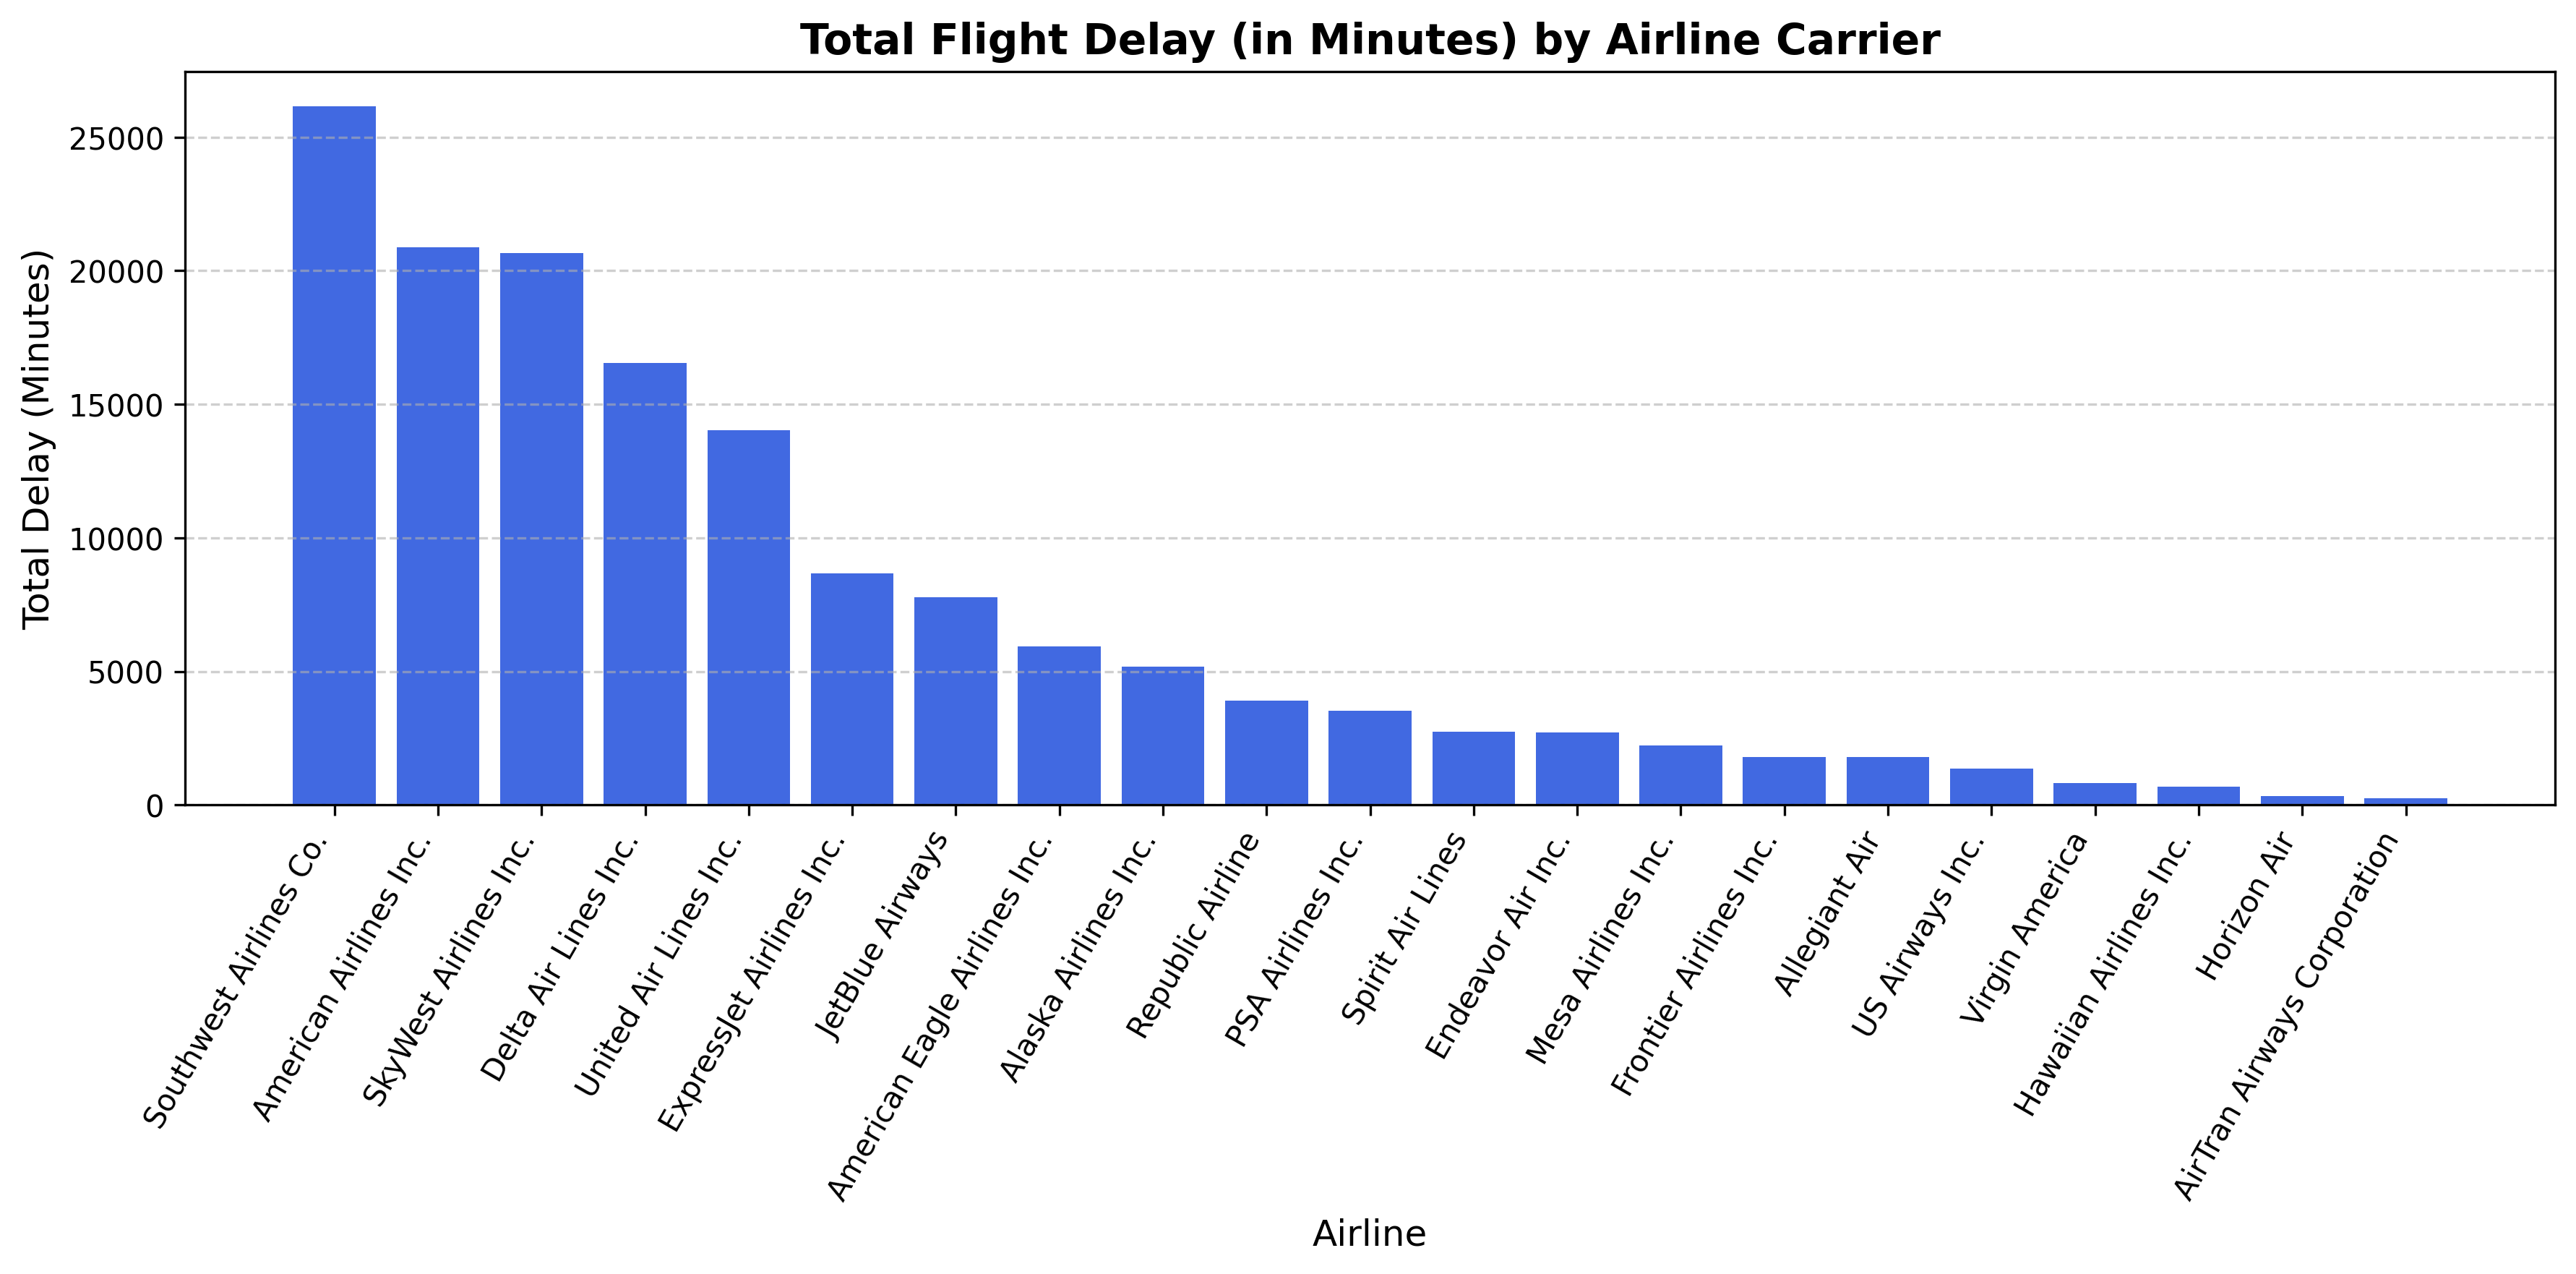 Total Flight Delay (in Minutes) by Airline Carrier
Total Delay (Minutes)
25000
20000
15000
10000
5000
0
Southwest Airlines Co.
American Airlines Inc.
SkyWest Airlines Inc.
Delta Air Lines Inc.
United Air Lines Inc.
ExpressJet Airlines Inc.
JetBlue Airways
American Eagle Airlines Inc.
Alaska Airlines Inc.
Republic Airline
PSA Airlines Inc.
Spirit Air Lines
Endeavor Air Inc.
Mesa Airlines Inc.
Frontier Airlines Inc.
Allegiant Air
US Airways Inc.
Virgin America
Hawaiian Airlines Inc.
Horizon Air
AirTran Airways Corporation
Airline